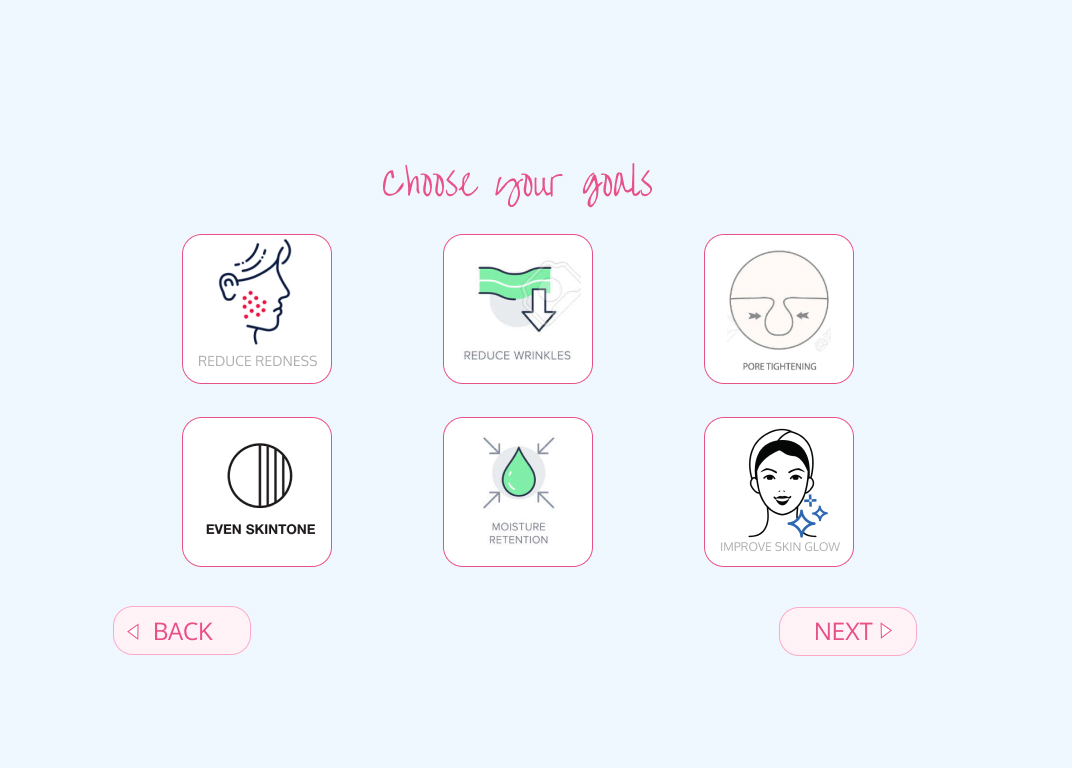 Choose your goals
REDUCE REDNESS
REDUCE WRINKLES
PORE TIGHTENING
EVEN SKINTONE
MOISTURE
RETENTION
IMPROVE SKIN GLOW
BACK
NEXT